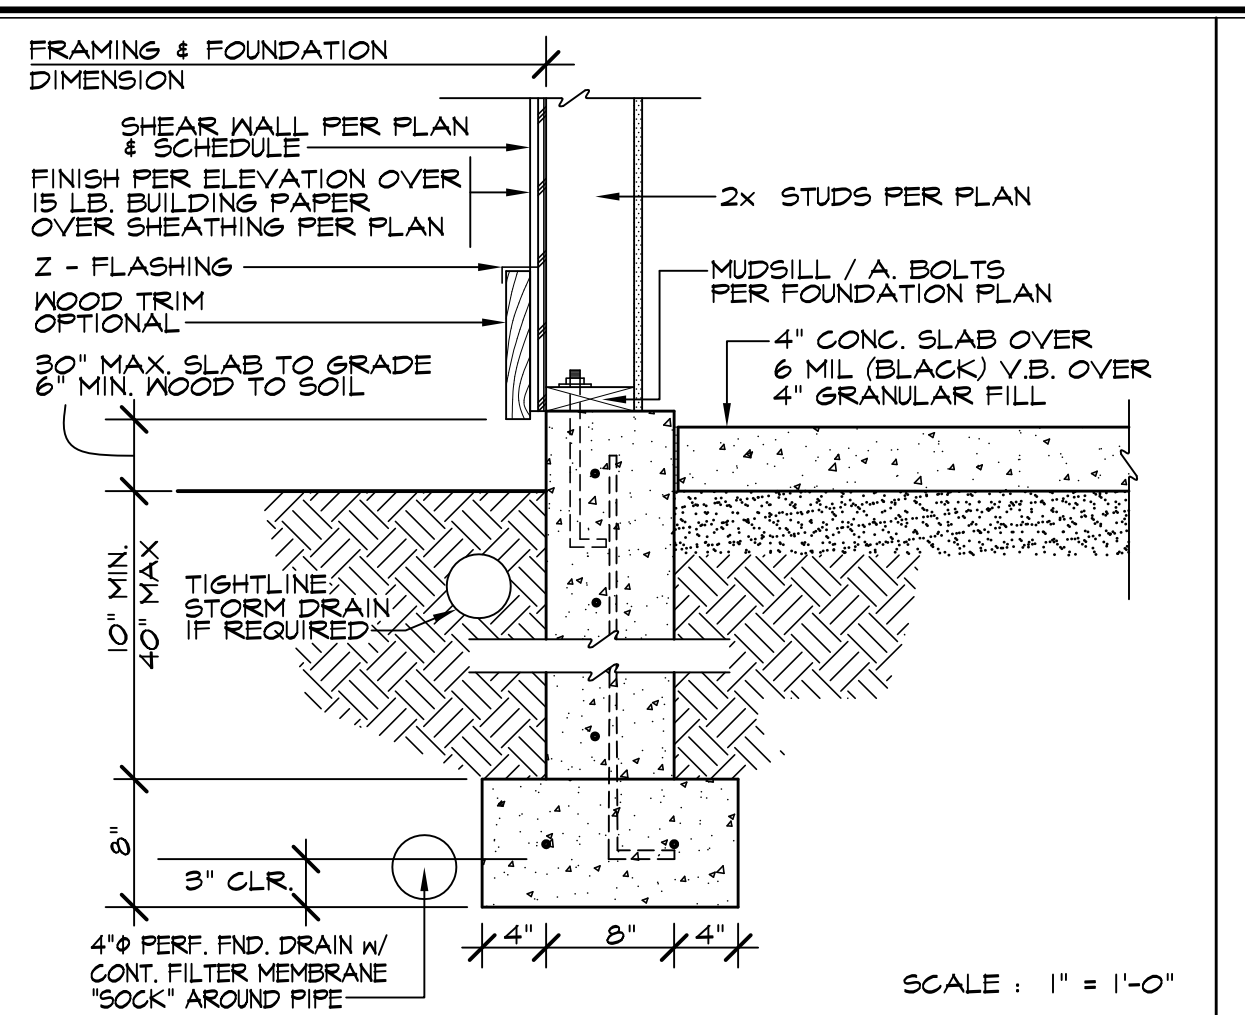 FRAMING & FOUNDATION
DIMENSION
SHEAR WALL PER PLAN
& SCHEDULE
FINISH PER ELEVATION OVER
15 LB. BUILDING PAPER
OVER SHEATHING PER PLAN
2x STUDS PER PLAN
Z - FLASHING
MUDSILL / A. BOLTS
PER FOUNDATION PLAN
WOOD TRIM
OPTIONAL
4" CONC. SLAB OVER
6 MIL (BLACK) V.B. OVER
4" GRANULAR FILL
30" MAX. SLAB TO GRADE
6" MIN. WOOD TO SOIL
10" MIN.
40" MAX
TIGHTLINE
STORM DRAIN
IF REQUIRED
8"
3" CLR.
4"Φ PERF. FND. DRAIN W/
CONT. FILTER MEMBRANE
"SOCK" AROUND PIPE
4"
8"
4"
SCALE : 1" = 1'-0"